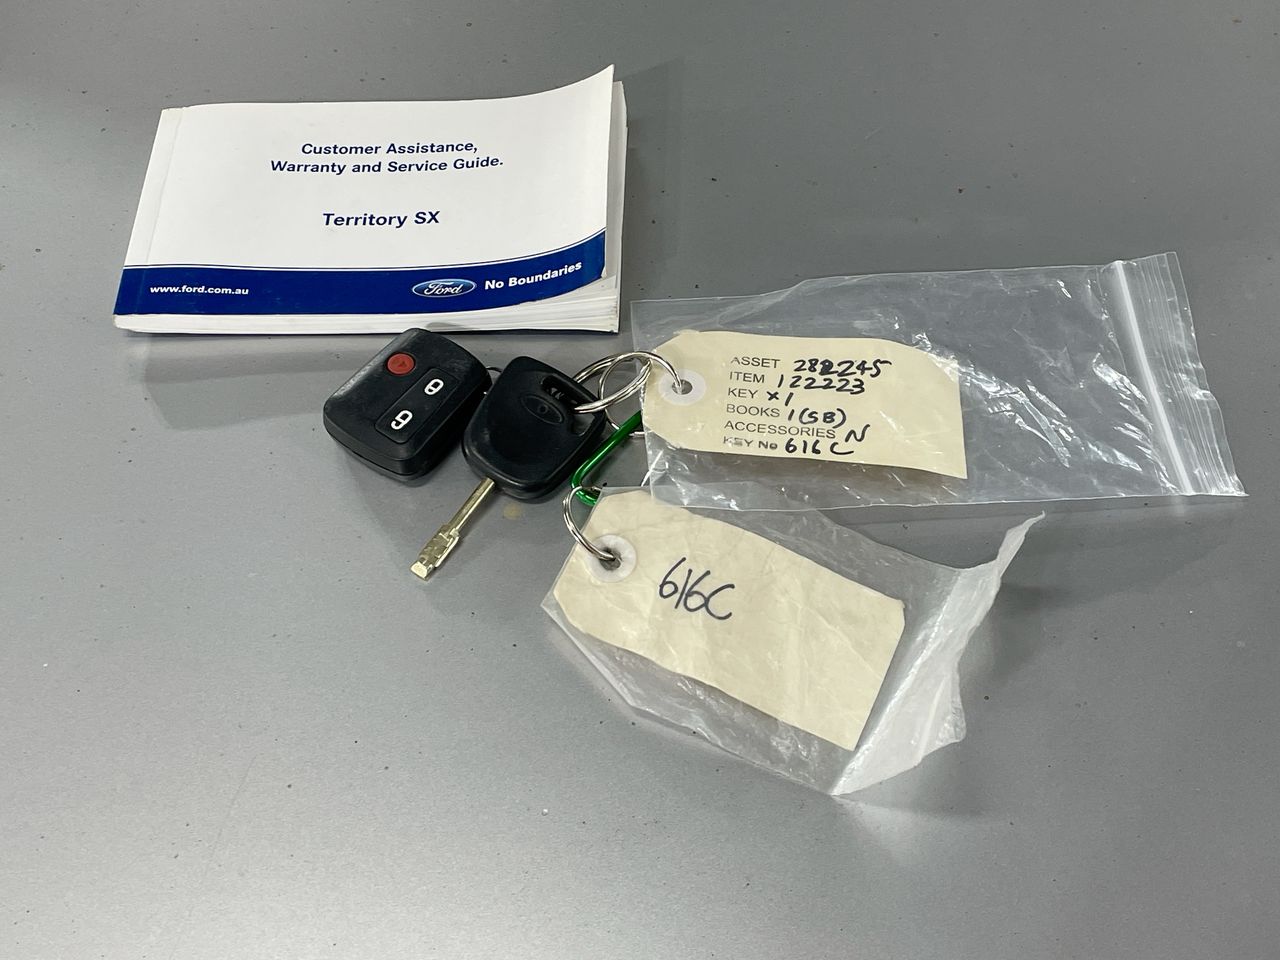 Customer Assistance,
Warranty and Service Guide.
Territory SX
www.ford.com.au
Ford
No Boundaries
ASSET 282245
ITEM 122223
KEY x1
BOOKS 1(SB)
ACCESSORIES N
KEY No 616C
616C